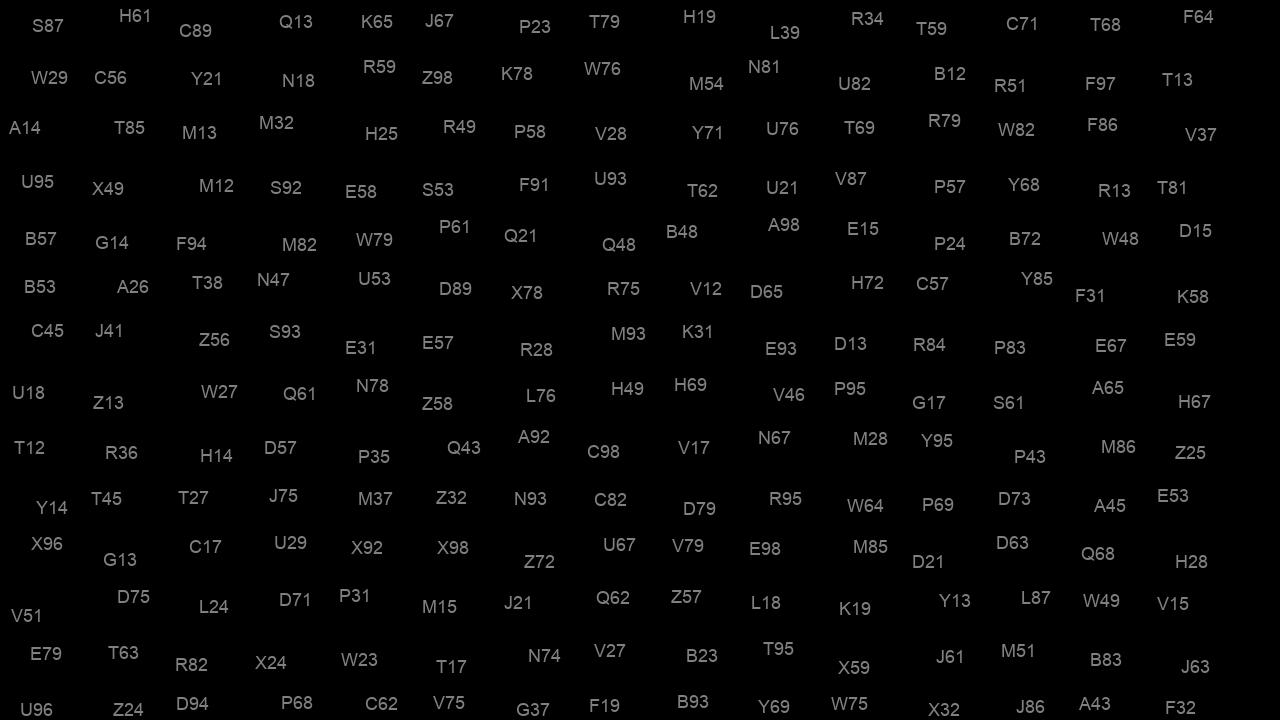 S87 H61 C89 Q13 K65 J67 P23 T79 H19 L39 R34 T59 C71 T68 F64
W29 C56 Y21 N18 R59 Z98 K78 W76 M54 N81 U82 B12 R51 F97 T13
A14 T85 M13 M32 H25 R49 P58 V28 Y71 U76 T69 R79 W82 F86 V37
U95 X49 M12 S92 E58 S53 F91 U93 T62 U21 V87 P57 Y68 R13 T81
B57 G14 F94 M82 W79 P61 Q21 Q48 B48 A98 E15 P24 B72 W48 D15
B53 A26 T38 N47 U53 D89 X78 R75 V12 D65 H72 C57 Y85 F31 K58
C45 J41 Z56 S93 E31 E57 R28 M93 K31 E93 D13 R84 P83 E67 E59
U18 Z13 W27 Q61 N78 Z58 L76 H49 H69 V46 P95 G17 S61 A65 H67
T12 R36 H14 D57 P35 Q43 A92 C98 V17 N67 M28 Y95 P43 M86 Z25
Y14 T45 T27 J75 M37 Z32 N93 C82 D79 R95 W64 P69 D73 A45 E53
X96 G13 C17 U29 X92 X98 Z72 U67 V79 E98 M85 D21 D63 Q68 H28
V51 D75 L24 D71 P31 M15 J21 Q62 Z57 L18 K19 Y13 L87 W49 V15
E79 T63 R82 X24 W23 T17 N74 V27 B23 T95 X59 J61 M51 B83 J63
U96 Z24 D94 P68 C62 V75 G37 F19 B93 Y69 W75 X32 J86 A43 F32